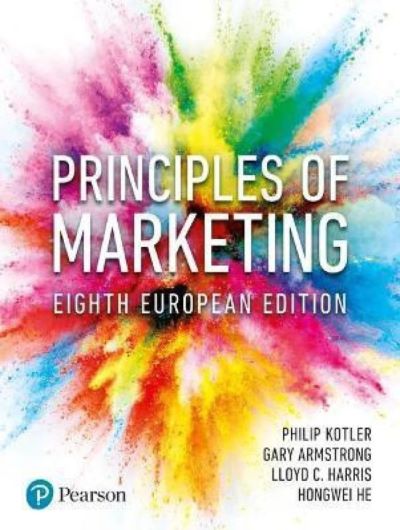 PRINCIPLES OF
MARKETING
EIGHTH EUROPEAN EDITION
PHILIP KOTLER
GARY ARMSTRONG
LLOYD C. HARRIS
HONGWEI HE
P Pearson